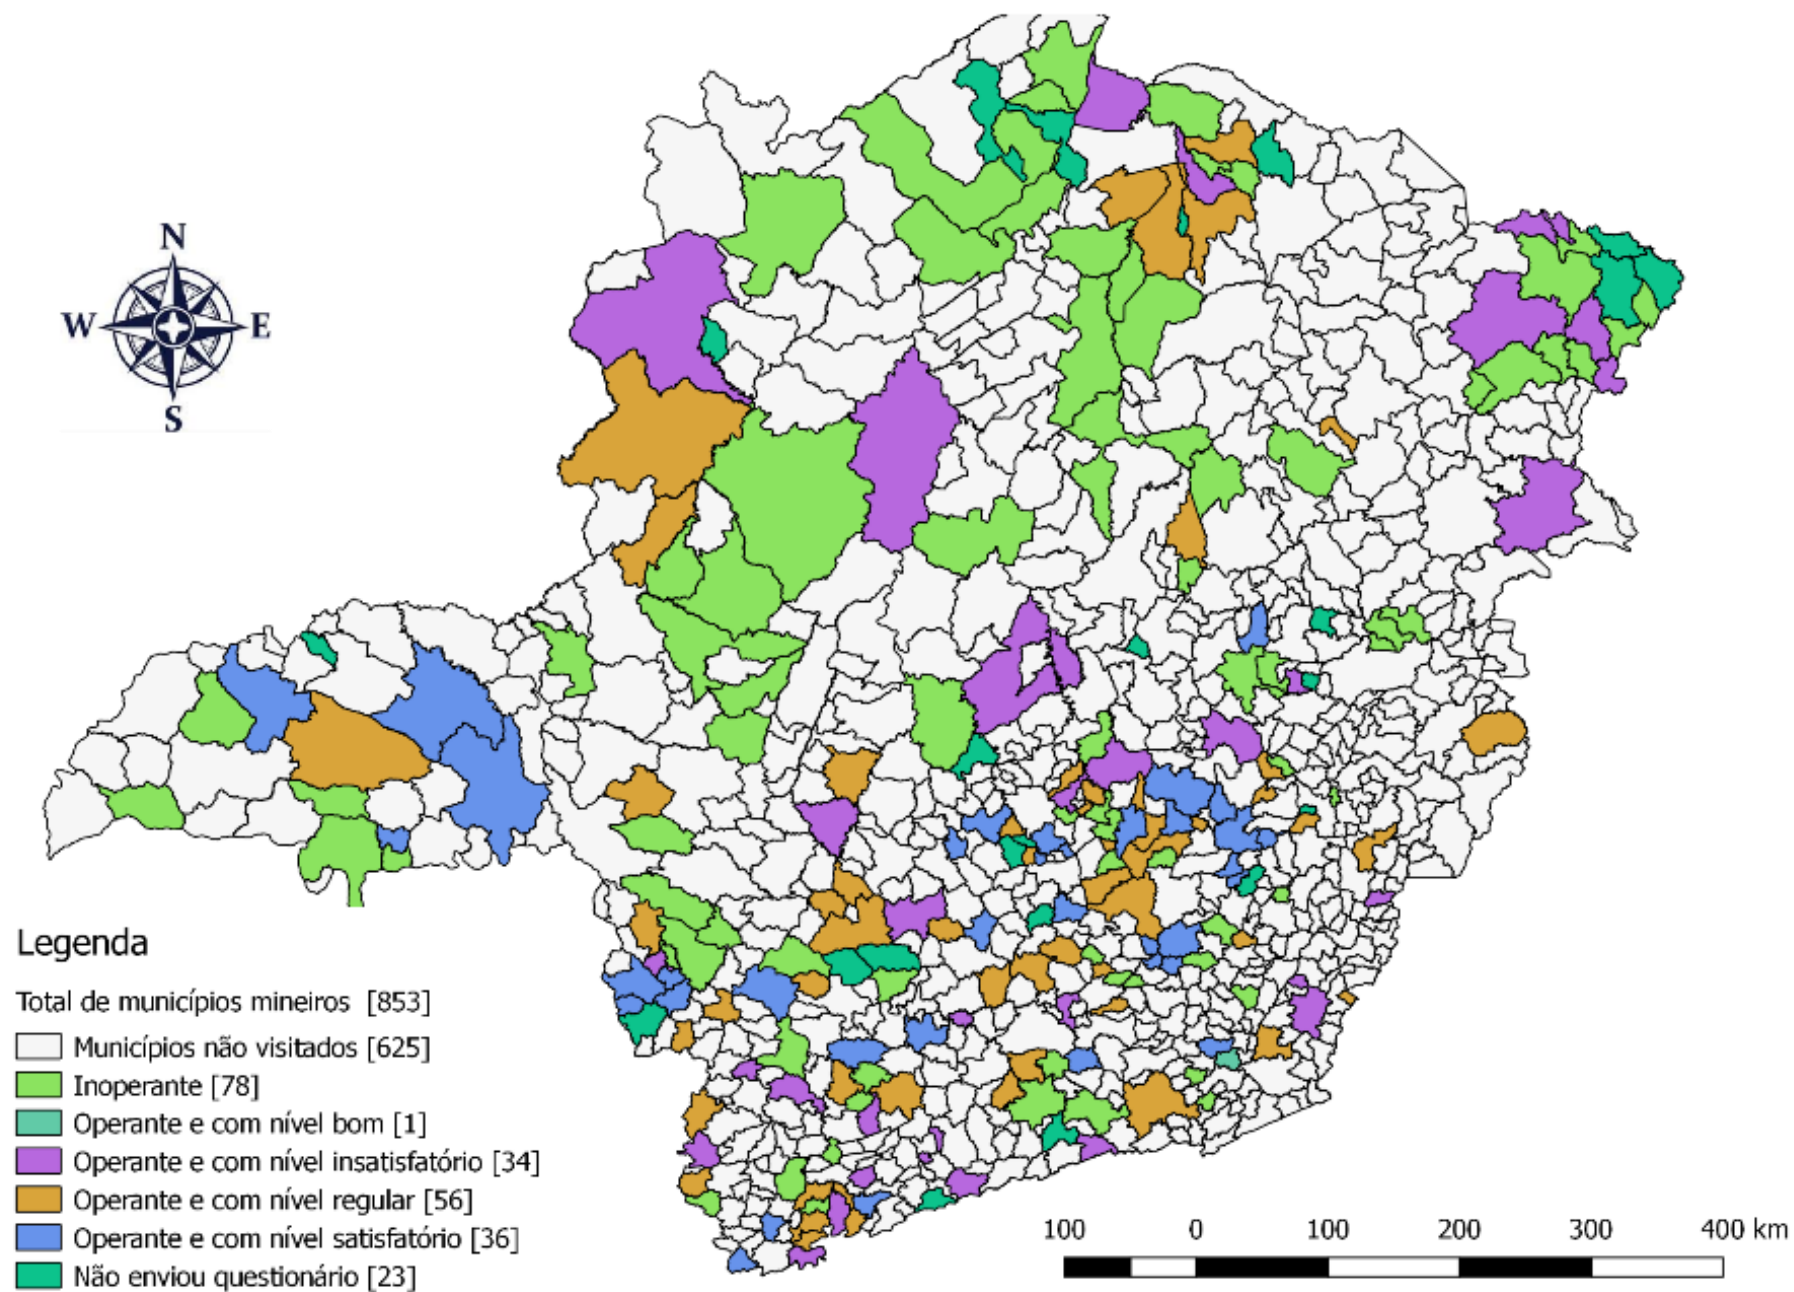 N
W E
S
Legenda
Total de municípios mineiros [853]
Municípios não visitados [625]
Inoperante [78]
Operante e com nível bom [1]
Operante e com nível insatisfatório [34]
Operante e com nível regular [56]
Operante e com nível satisfatório [36]
Não enviou questionário [23]
100 0 100 200 300 400 km